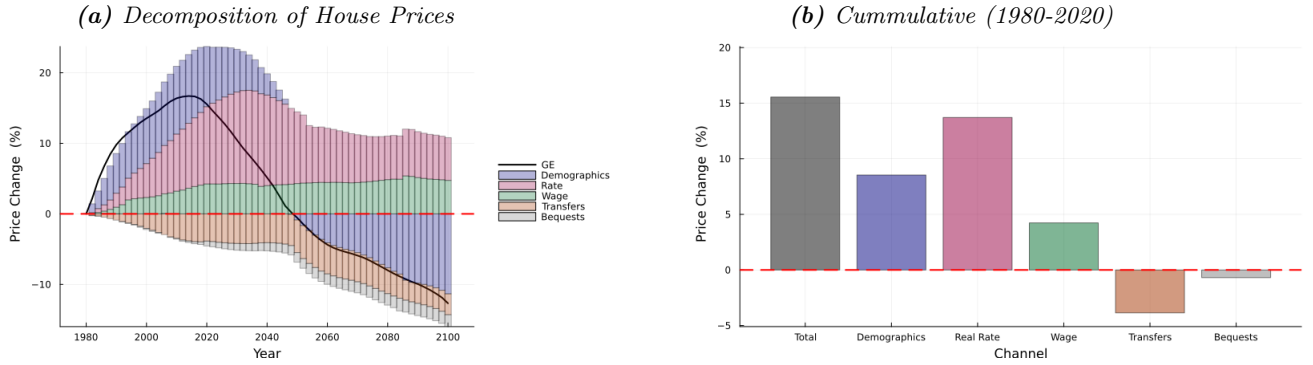 (a) Decomposition of House Prices
Price Change (%)
20
10
0
−10
1980
2000
2020
2040
2060
2080
2100
Year
GE
Demographics
Rate
Wage
Transfers
Bequests
(b) Cummulative (1980-2020)
Price Change (%)
20
15
10
5
0
−5
Total
Demographics
Real Rate
Wage
Transfers
Bequests
Channel